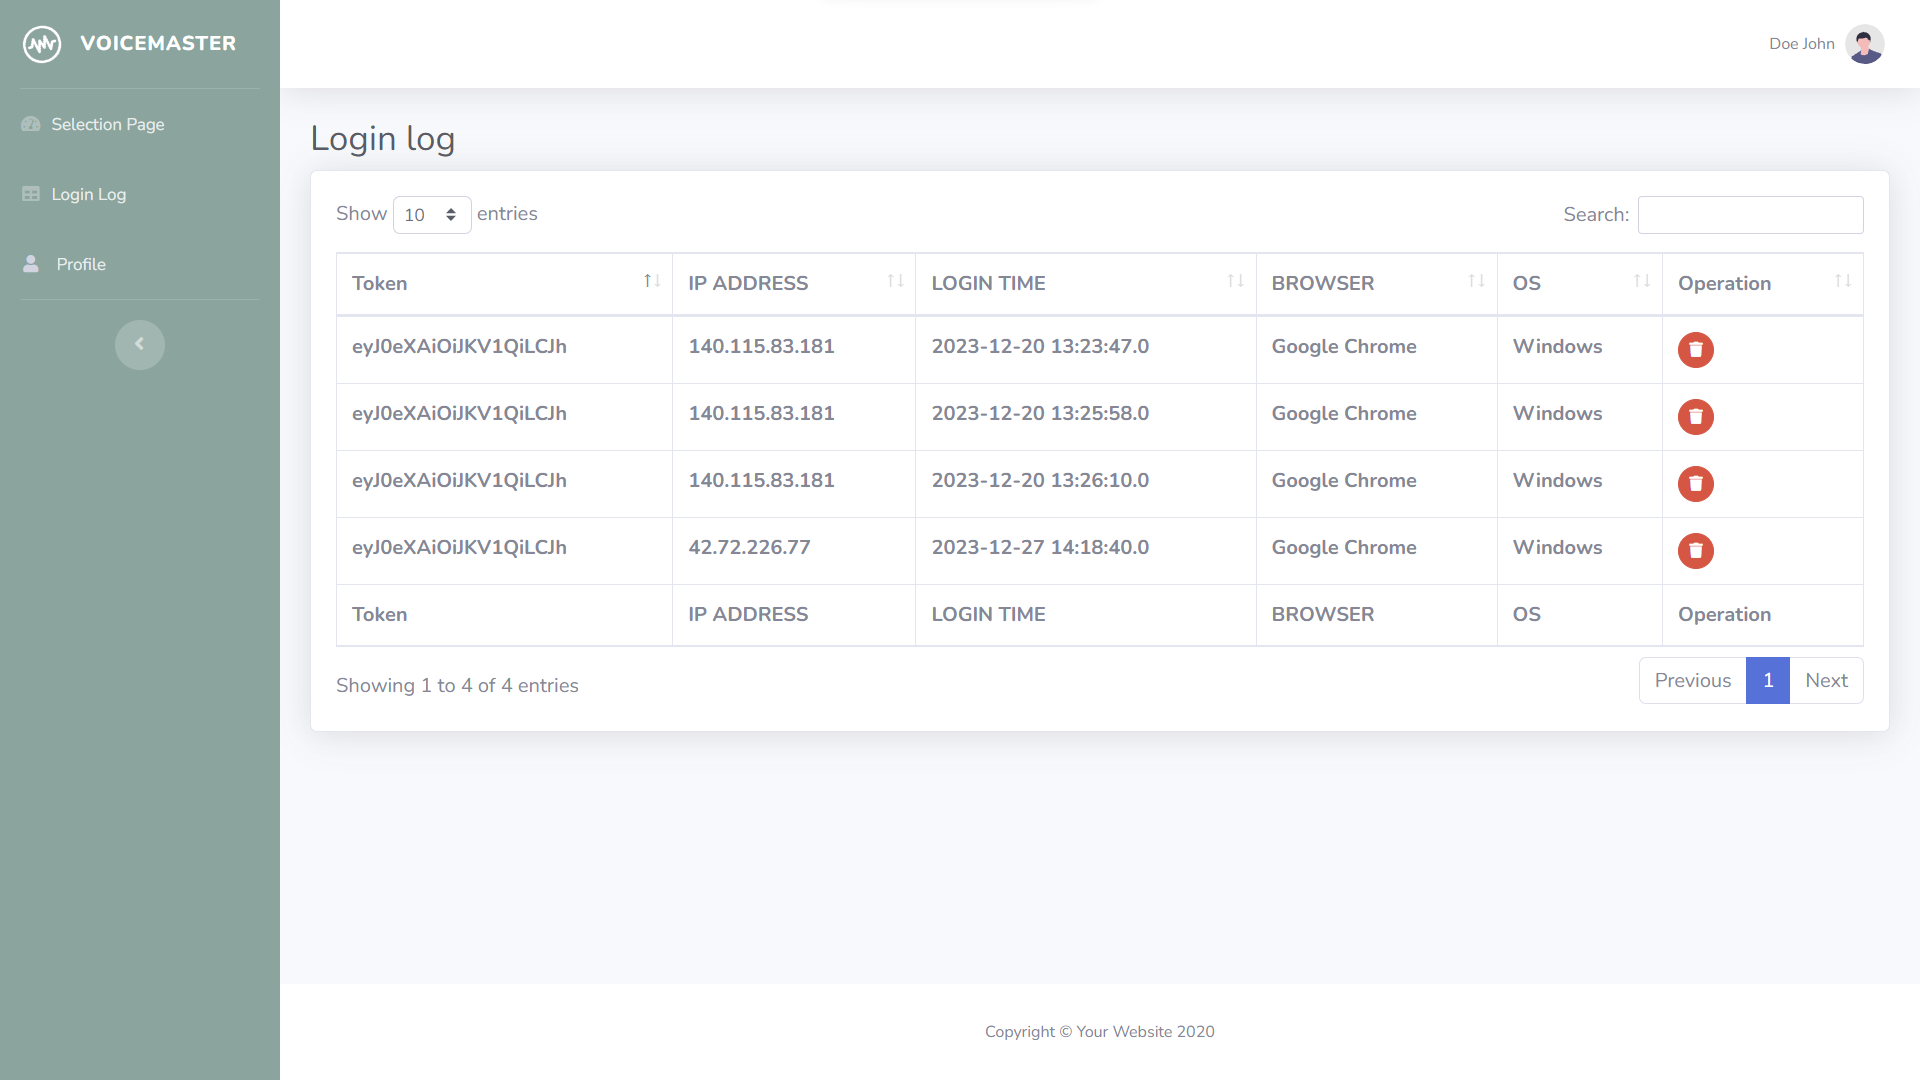 VOICEMASTER
Doe John
Selection Page
Login Log
Profile
Login log
Show 10 entries
Search:
Token IP ADDRESS LOGIN TIME BROWSER OS Operation
eyJ0eXAiOiJKV1QiLCJh 140.115.83.181 2023-12-20 13:23:47.0 Google Chrome Windows
eyJ0eXAiOiJKV1QiLCJh 140.115.83.181 2023-12-20 13:25:58.0 Google Chrome Windows
eyJ0eXAiOiJKV1QiLCJh 140.115.83.181 2023-12-20 13:26:10.0 Google Chrome Windows
eyJ0eXAiOiJKV1QiLCJh 42.72.226.77 2023-12-27 14:18:40.0 Google Chrome Windows
Token IP ADDRESS LOGIN TIME BROWSER OS Operation
Showing 1 to 4 of 4 entries
Previous 1 Next
Copyright © Your Website 2020